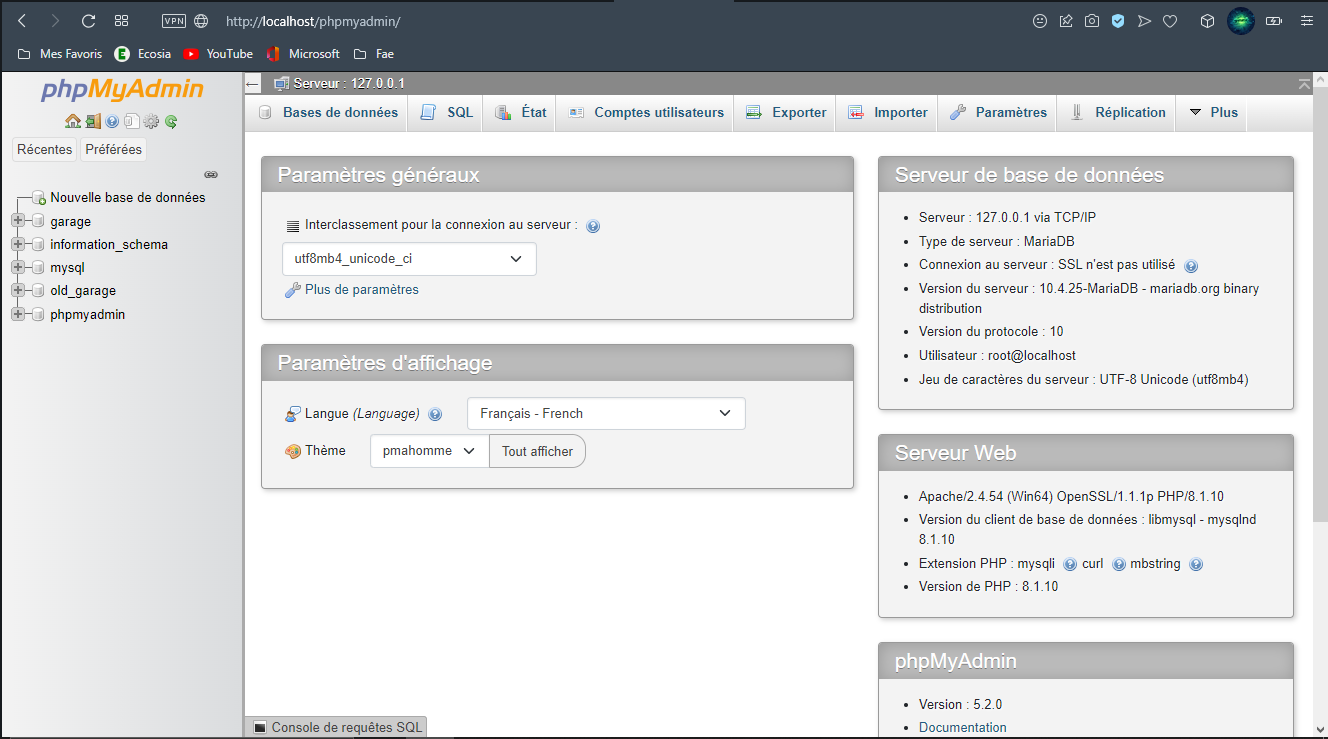 VPN http://localhost/phpmyadmin/
Mes Favoris Ecosia YouTube Microsoft Fae
phpMyAdmin
Récentes Préférées
Nouvelle base de données
garage
information_schema
mysql
old_garage
phpmyadmin
Serveur : 127.0.0.1
Bases de données SQL État Comptes utilisateurs Exporter Importer Paramètres Réplication Plus
Paramètres généraux
Interclassement pour la connexion au serveur :
utf8mb4_unicode_ci
Plus de paramètres
Paramètres d'affichage
Langue (Language) Français - French
Thème pmahomme Tout afficher
Serveur de base de données
Serveur : 127.0.0.1 via TCP/IP
Type de serveur : MariaDB
Connexion au serveur : SSL n'est pas utilisé
Version du serveur : 10.4.25-MariaDB - mariadb.org binary
distribution
Version du protocole : 10
Utilisateur : root@localhost
Jeu de caractères du serveur : UTF-8 Unicode (utf8mb4)
Serveur Web
Apache/2.4.54 (Win64) OpenSSL/1.1.1p PHP/8.1.10
Version du client de base de données : libmysql - mysqlnd
8.1.10
Extension PHP : mysqli curl mbstring
Version de PHP : 8.1.10
phpMyAdmin
Version : 5.2.0
Documentation
Console de requêtes SQL